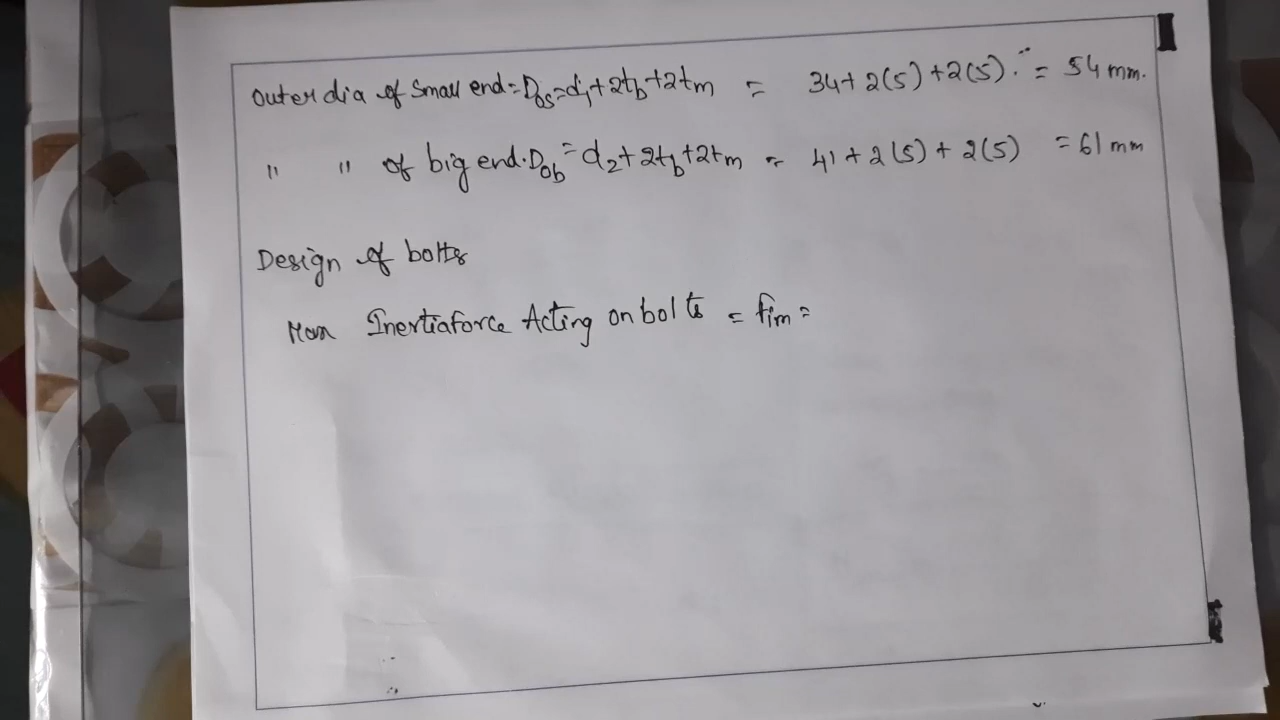 Outer dia of small end = Dos = d1 + 2tb + 2tm = 34 + 2(5) + 2(5). = 54 mm.
" " of big end. Dob = d2 + 2tb + 2tm = 41 + 2(5) + 2(5) = 61 mm
Design of bolts
Max Inertiaforce Acting on bolts = fim =